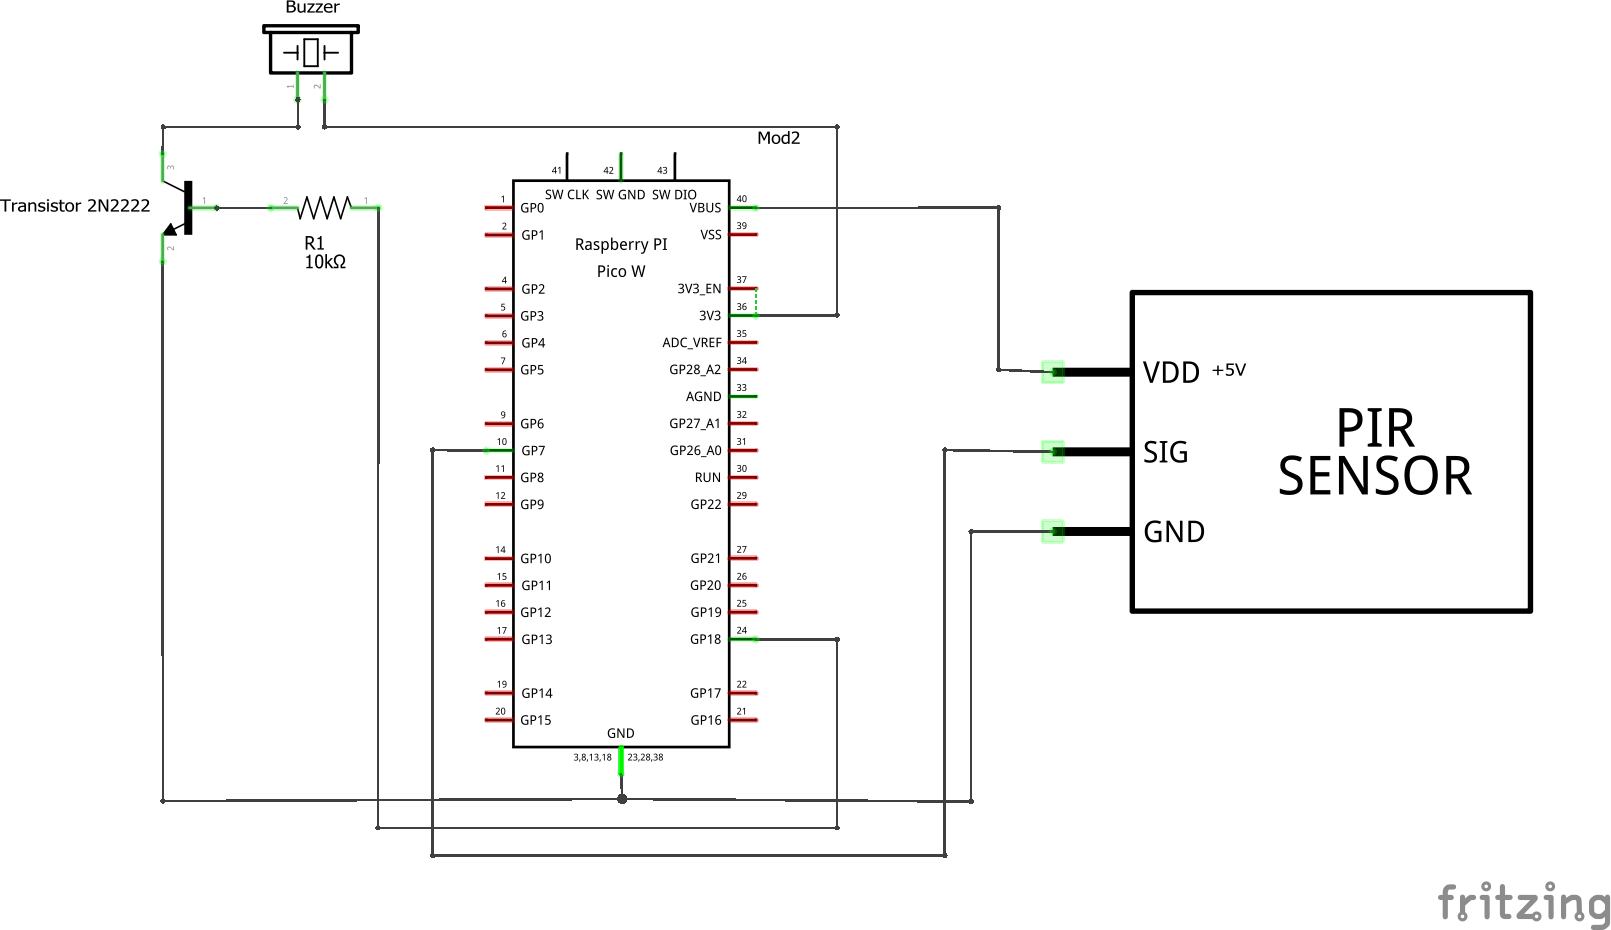 Buzzer
1
2
Mod2
3
1
2
1
2
Transistor 2N2222
R1
10kΩ
41
42
43
SW CLK
SW GND
SW DIO
Raspberry PI
Pico W
1
GP0
2
GP1
4
GP2
5
GP3
6
GP4
7
GP5
9
GP6
10
GP7
11
GP8
12
GP9
14
GP10
15
GP11
16
GP12
17
GP13
19
GP14
20
GP15
40
VBUS
39
VSS
37
3V3_EN
36
3V3
35
ADC_VREF
34
GP28_A2
33
AGND
32
GP27_A1
31
GP26_A0
30
RUN
29
GP22
27
GP21
26
GP20
25
GP19
24
GP18
22
GP17
21
GP16
GND
3,8,13,18
23,28,38
VDD +5V
SIG
GND
PIR
SENSOR
fritzing